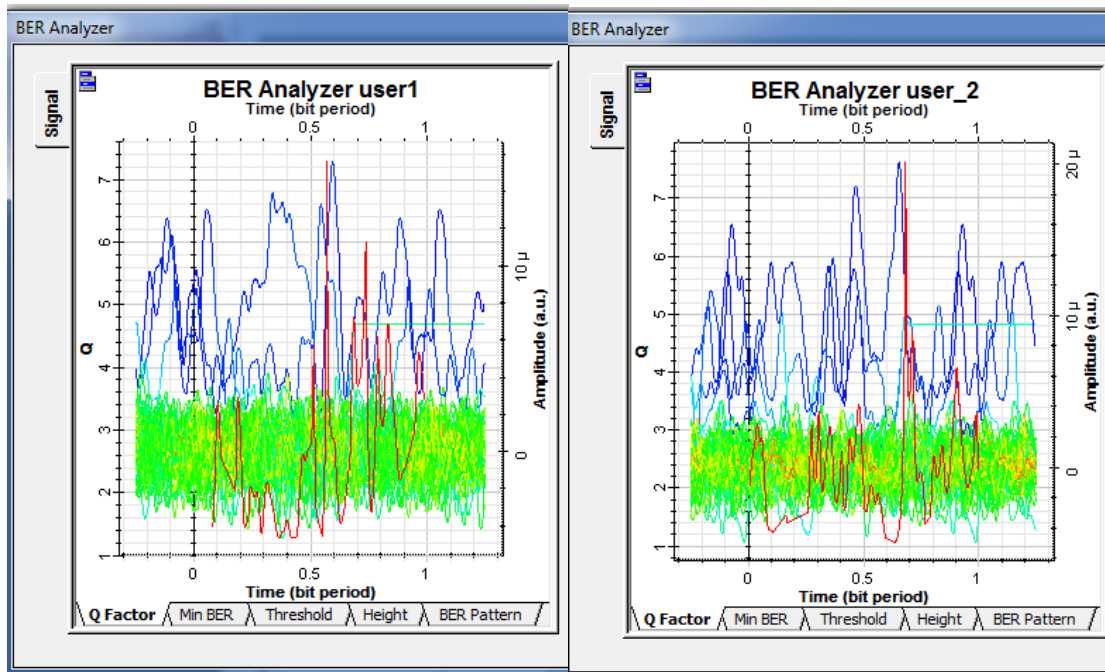 BER Analyzer
Signal
BER Analyzer user1
Time (bit period)
0 0.5 1
Q
7
6
5
4
3
2
1
10 µ
0
Amplitude (a.u.)
0 0.5 1
Time (bit period)
Q Factor Min BER Threshold Height BER Pattern
BER Analyzer
Signal
BER Analyzer user_2
Time (bit period)
0 0.5 1
Q
7
6
5
4
3
2
1
20 µ
10 µ
0
Amplitude (a.u.)
0 0.5 1
Time (bit period)
Q Factor Min BER Threshold Height BER Pattern